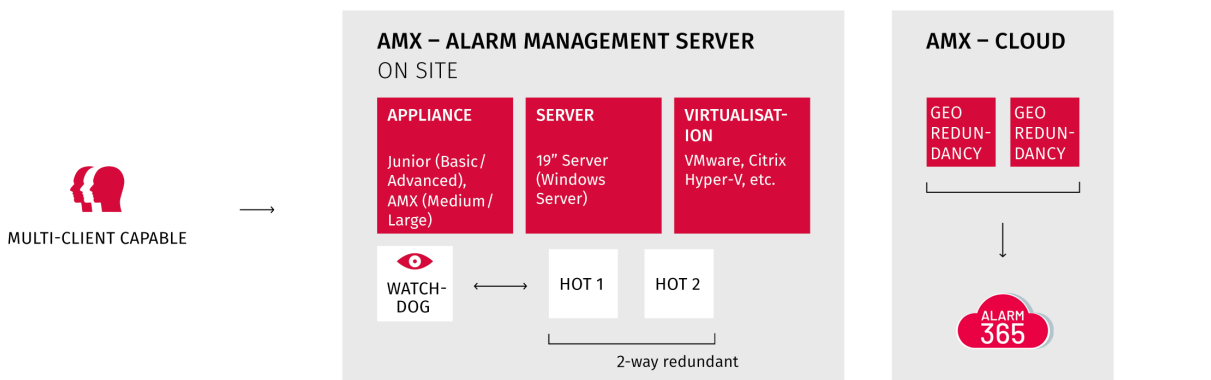 MULTI-CLIENT CAPABLE
AMX – ALARM MANAGEMENT SERVER
ON SITE
APPLIANCE
Junior (Basic/
Advanced),
AMX (Medium/
Large)
SERVER
19” Server
(Windows
Server)
VIRTUALISAT-
ION
VMware, Citrix
Hyper-V, etc.
WATCH-
DOG
HOT 1
HOT 2
2-way redundant
AMX – CLOUD
GEO
REDUN-
DANCY
GEO
REDUN-
DANCY
ALARM
365